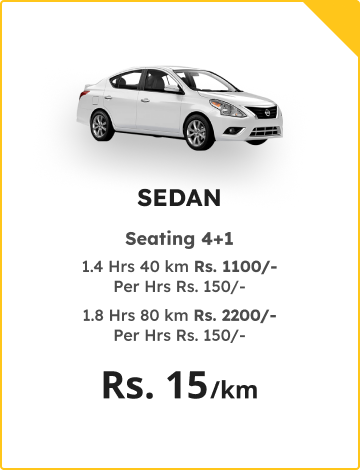 SEDAN
Seating 4+1
1.4 Hrs 40 km Rs. 1100/-
Per Hrs Rs. 150/-
1.8 Hrs 80 km Rs. 2200/-
Per Hrs Rs. 150/-
Rs. 15/km